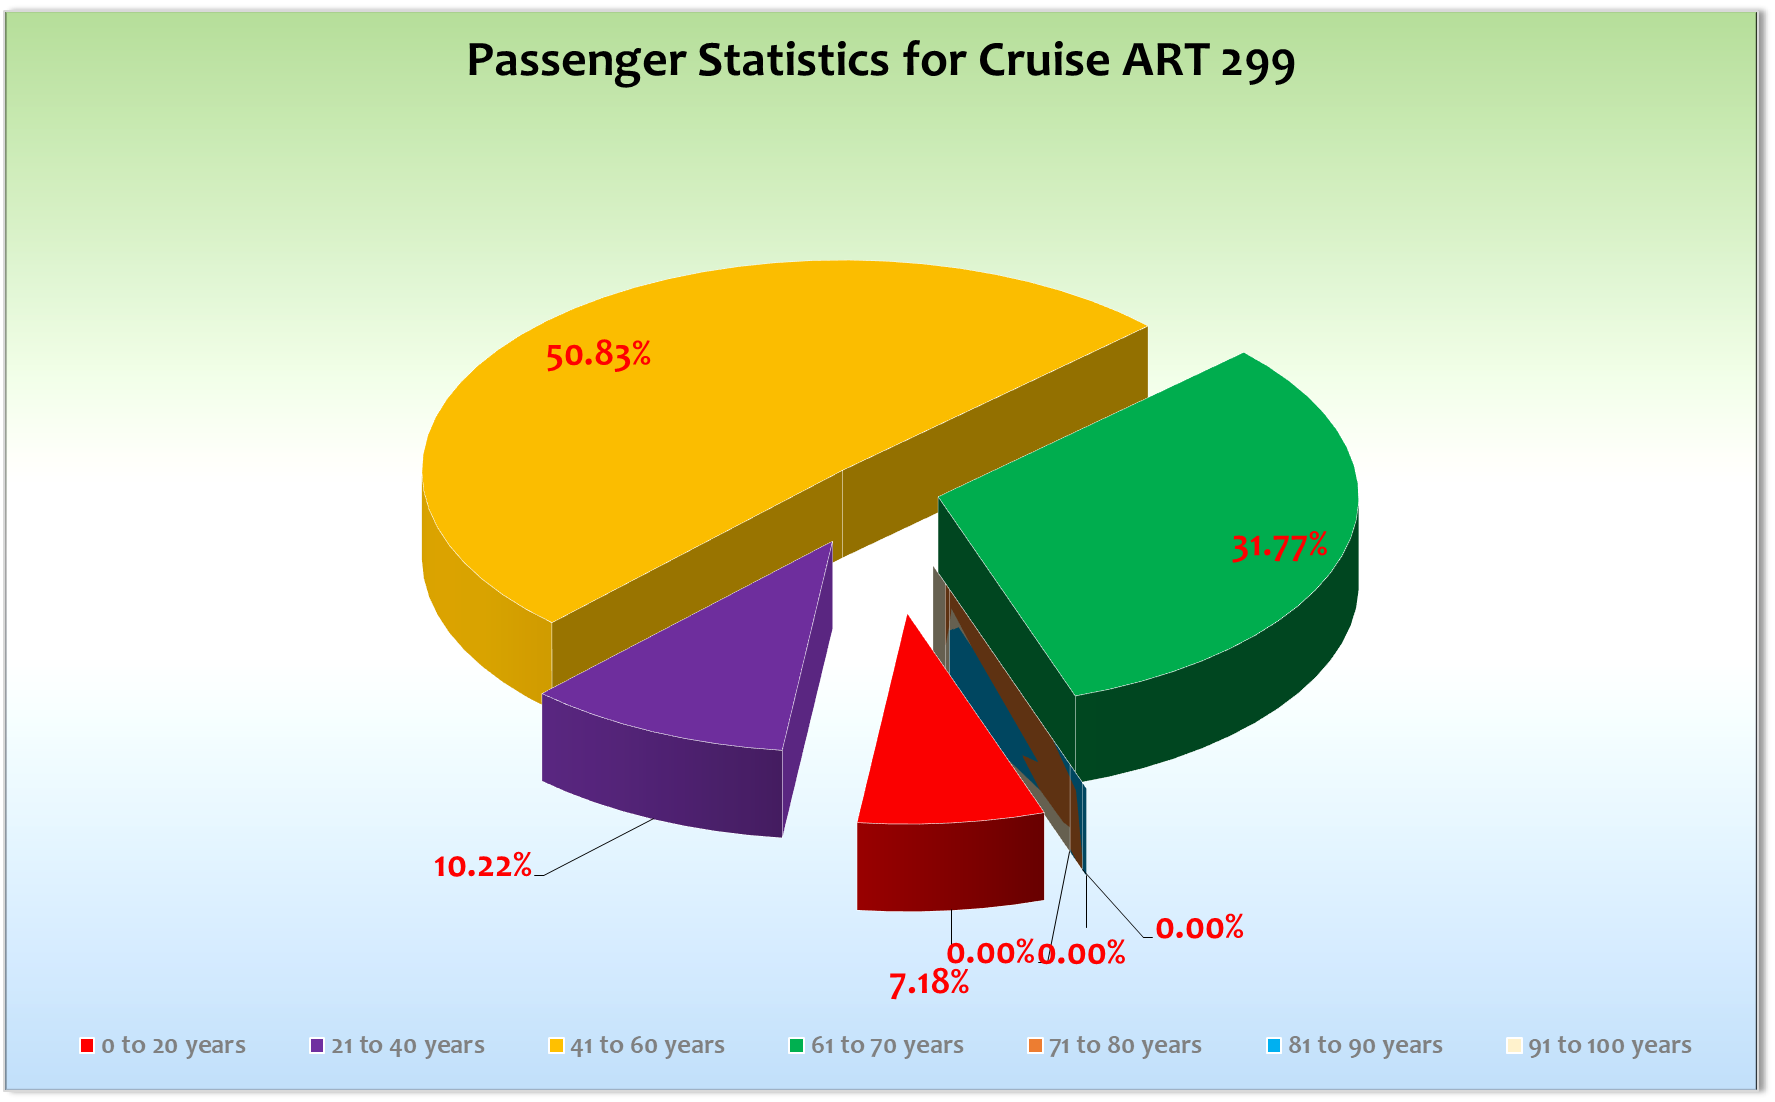 Passenger Statistics for Cruise ART 299
50.83%
31.77%
10.22%
0.00%
0.00%
0.00%
7.18%
0 to 20 years
21 to 40 years
41 to 60 years
61 to 70 years
71 to 80 years
81 to 90 years
91 to 100 years